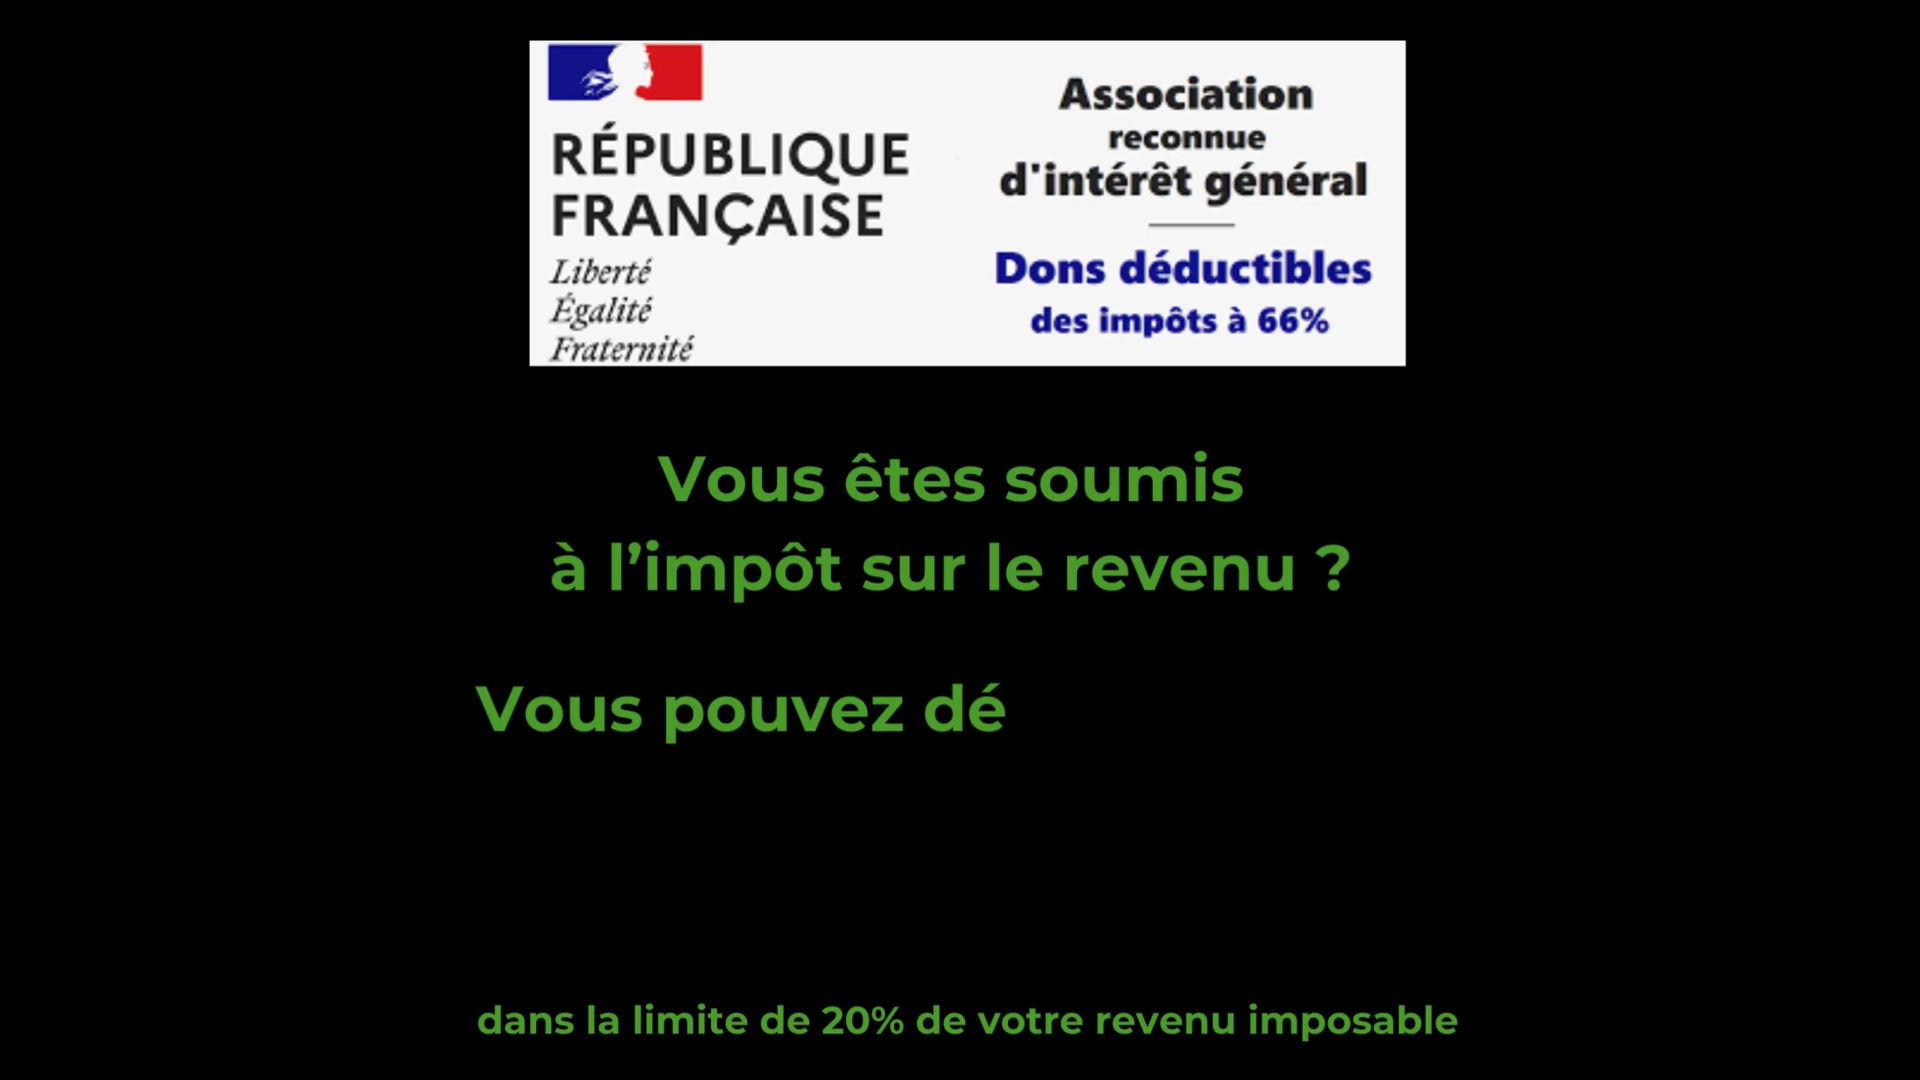 RÉPUBLIQUE
FRANÇAISE
Liberté
Égalité
Fraternité
Association
reconnue
d'intérêt général
Dons déductibles
des impôts à 66%
Vous êtes soumis
à l’impôt sur le revenu ?
Vous pouvez dé
dans la limite de 20% de votre revenu imposable